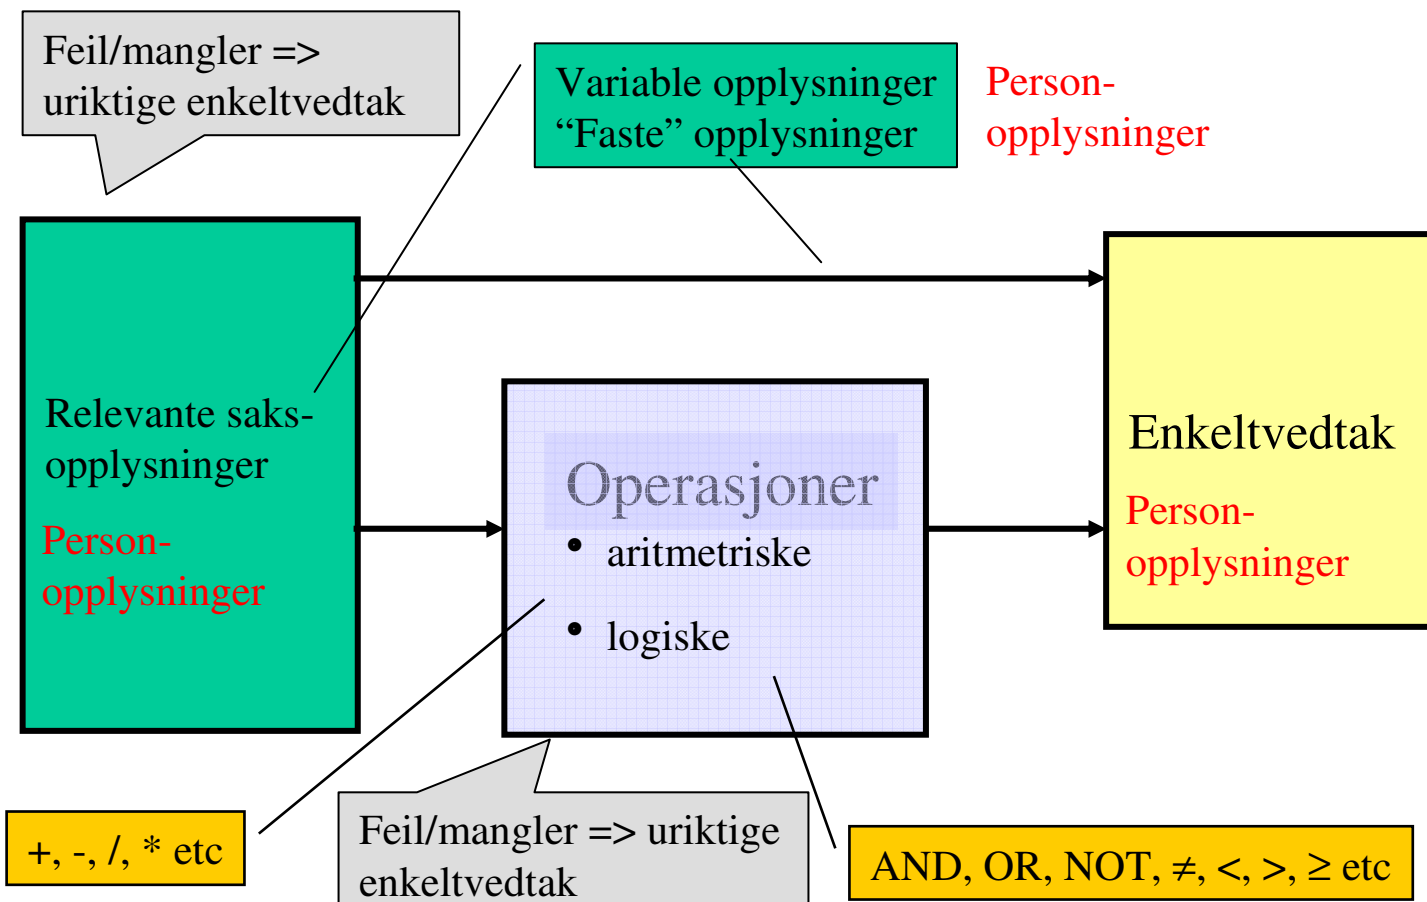 Feil/mangler =>
uriktige enkeltvedtak
Variable opplysninger
“Faste” opplysninger
Person-
opplysninger
Relevante saks-
opplysninger
Person-
opplysninger
Operasjoner
• aritmetriske
• logiske
Enkeltvedtak
Person-
opplysninger
+, -, /, * etc
Feil/mangler => uriktige
enkeltvedtak
AND, OR, NOT, ≠, <, >, ≥ etc